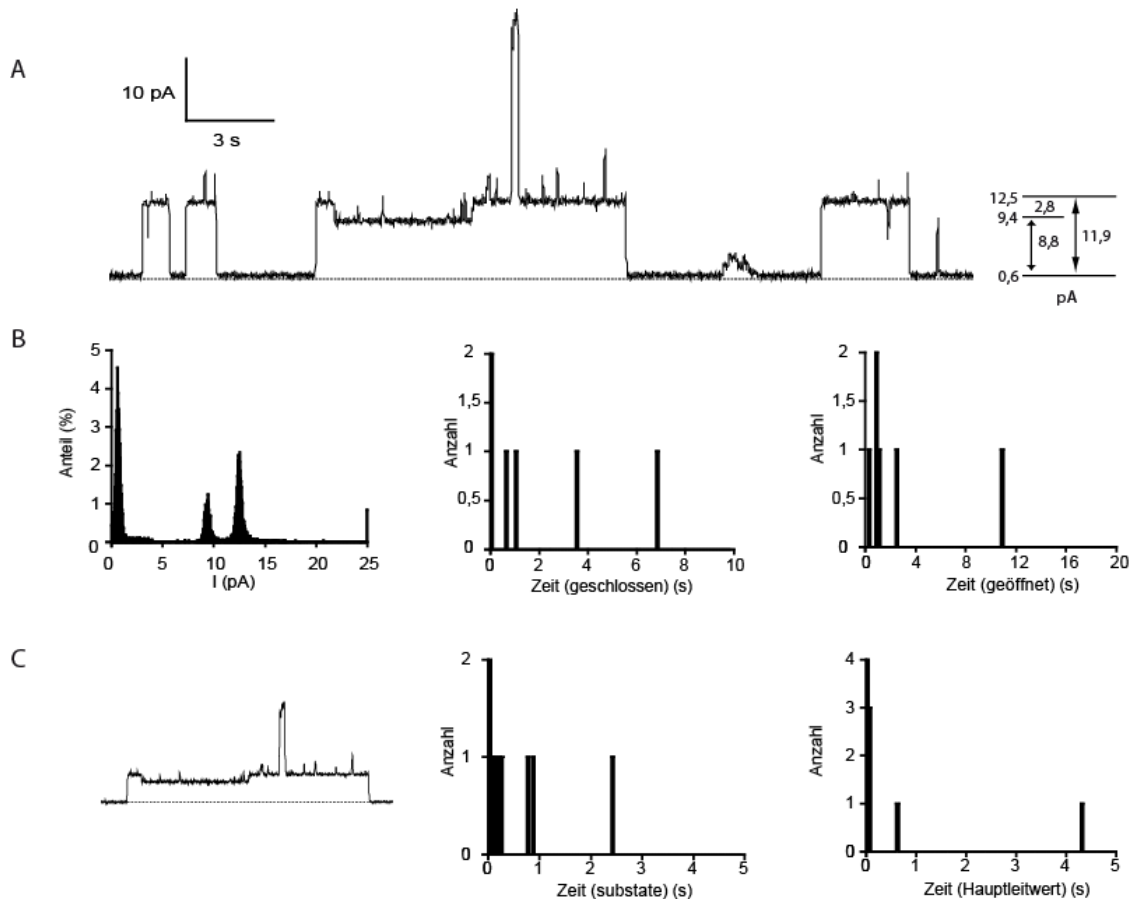 A
10 pA
3 s
12,5
2,8
9,4
8,8
11,9
0,6
pA
B
5
4
3
2
1
0
Anteil (%)
0 5 10 15 20 25
I (pA)
2
1,5
1
0,5
0
Anzahl
0 2 4 6 8 10
Zeit (geschlossen) (s)
2
1,5
1
0,5
0
Anzahl
0 4 8 12 16 20
Zeit (geöffnet) (s)
C
2
1
0
Anzahl
0 1 2 3 4 5
Zeit (substate) (s)
4
3
2
1
0
Anzahl
0 1 2 3 4 5
Zeit (Hauptleitwert) (s)